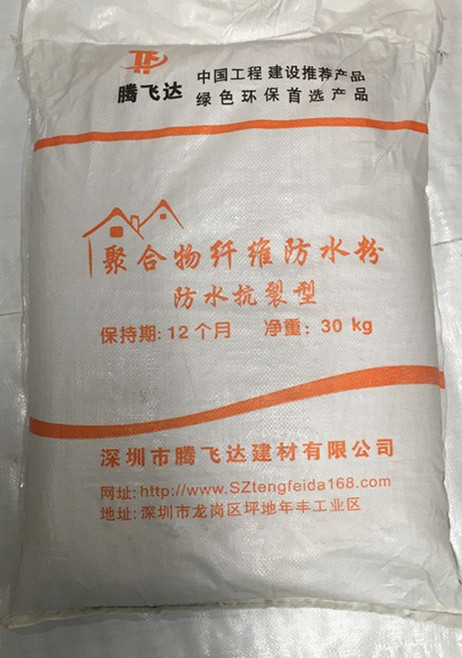 TF
腾飞达
中国工程 建设推荐产品
绿色环保首选产品
聚合物纤维防水粉
防水抗裂型
保持期:12个月 净重:30 kg
深圳市腾飞达建材有限公司
网址:http://www.SZtengfeida168.com
地址:深圳市龙岗区坪地年丰工业区